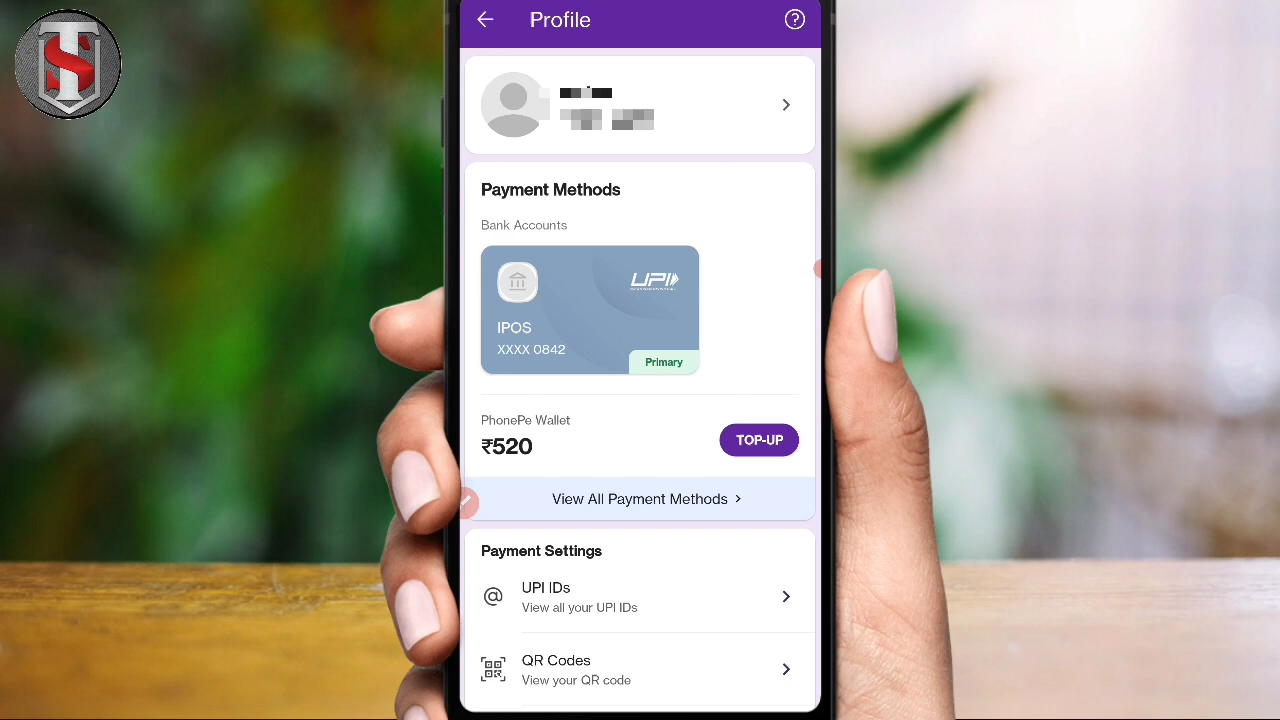 TS
Profile
Payment Methods
Bank Accounts
UPI
IPOS
XXXX 0842
Primary
PhonePe Wallet
₹520
TOP-UP
View All Payment Methods
Payment Settings
UPI IDs
View all your UPI IDs
QR Codes
View your QR code